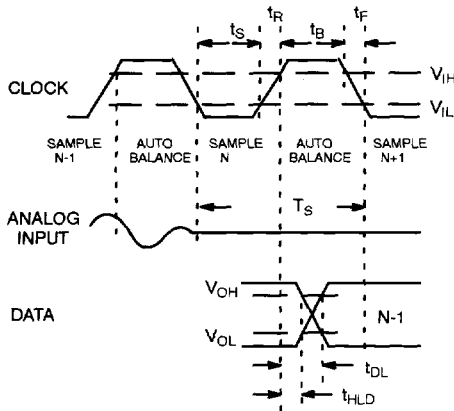 tS tR tB tF
CLOCK
VIH
VIL
SAMPLE N-1
AUTO BALANCE
SAMPLE N
AUTO BALANCE
SAMPLE N+1
TS
ANALOG INPUT
DATA
VOH
VOL
N-1
tDL
tHLD